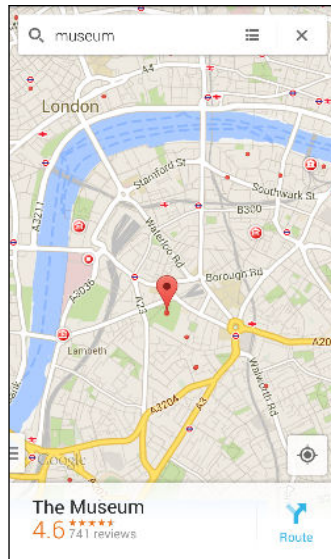 museum
A4
London
Stamford St
Southwark St
B300
A3211
Waterloo Rd
Borough Rd
A3036
A23
Lambeth
A20
Walworth Rd
A3204
A3
Google
The Museum
4.6
741 reviews
Route